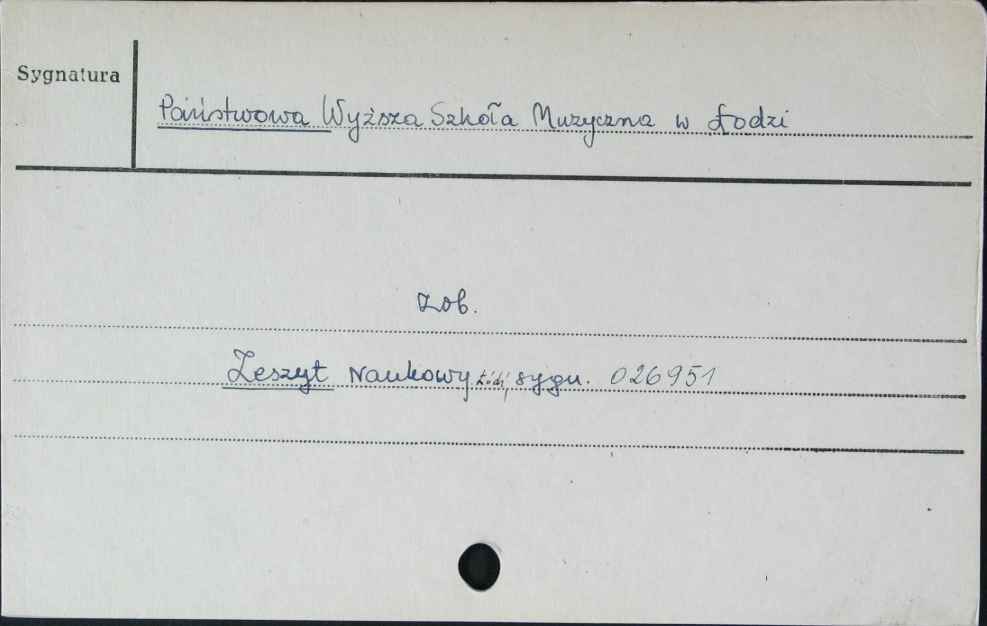 Sygnatura
Państwowa Wyższa Szkoła Muzyczna w Łodzi
zob.
Zeszyt Naukowy Łódź, sygn. 026951